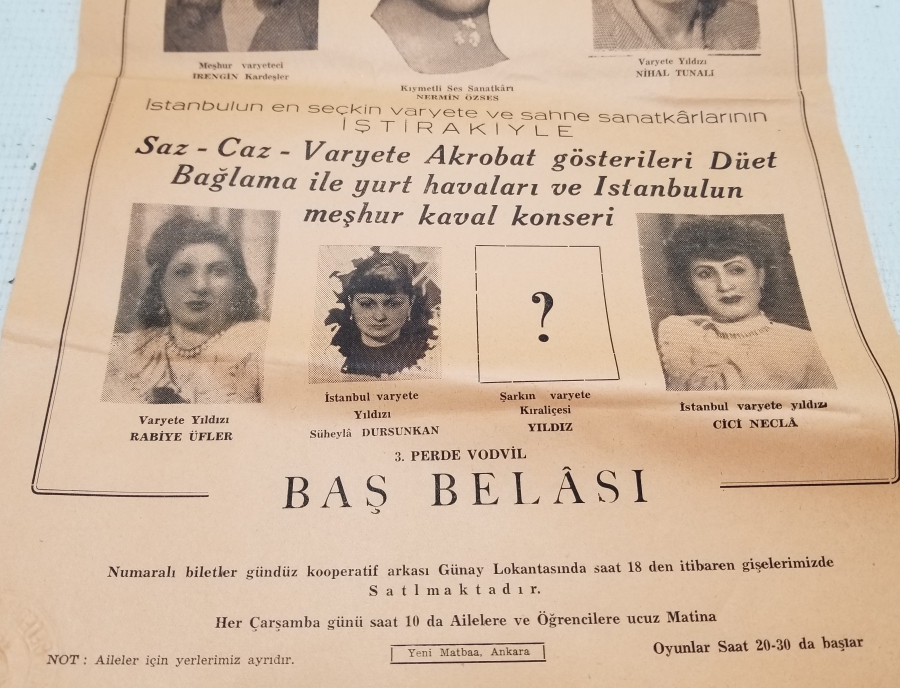 Meşhur varyeteci
İRENGİN Kardeşler
Kıymetli Ses Sanatkârı
NERMİN ÖZSES
Varyete Yıldızı
NİHAL TUNALI
İstanbulun en seçkin varyete ve sahne sanatkârlarının
İŞTİRAKİYLE
Saz - Caz - Varyete Akrobat gösterileri Düet
Bağlama ile yurt havaları ve Istanbulun
meşhur kaval konseri
?
Varyete Yıldızı
RABİYE ÜFLER
İstanbul varyete
Yıldızı
Süheylâ DURSUNKAN
Şarkın varyete
Kıraliçesi
YILDIZ
İstanbul varyete yıldızı
CİCİ NECLÂ
3. PERDE VODVİL
BAŞ BELÂSI
Numaralı biletler gündüz kooperatif arkası Günay Lokantasında saat 18 den itibaren gişelerimizde
Satlmaktadır.
Her Çarşamba günü saat 10 da Ailelere ve Öğrencilere ucuz Matina
Oyunlar Saat 20-30 da başlar
NOT : Aileler için yerlerimiz ayrıdır.
Yeni Matbaa, Ankara